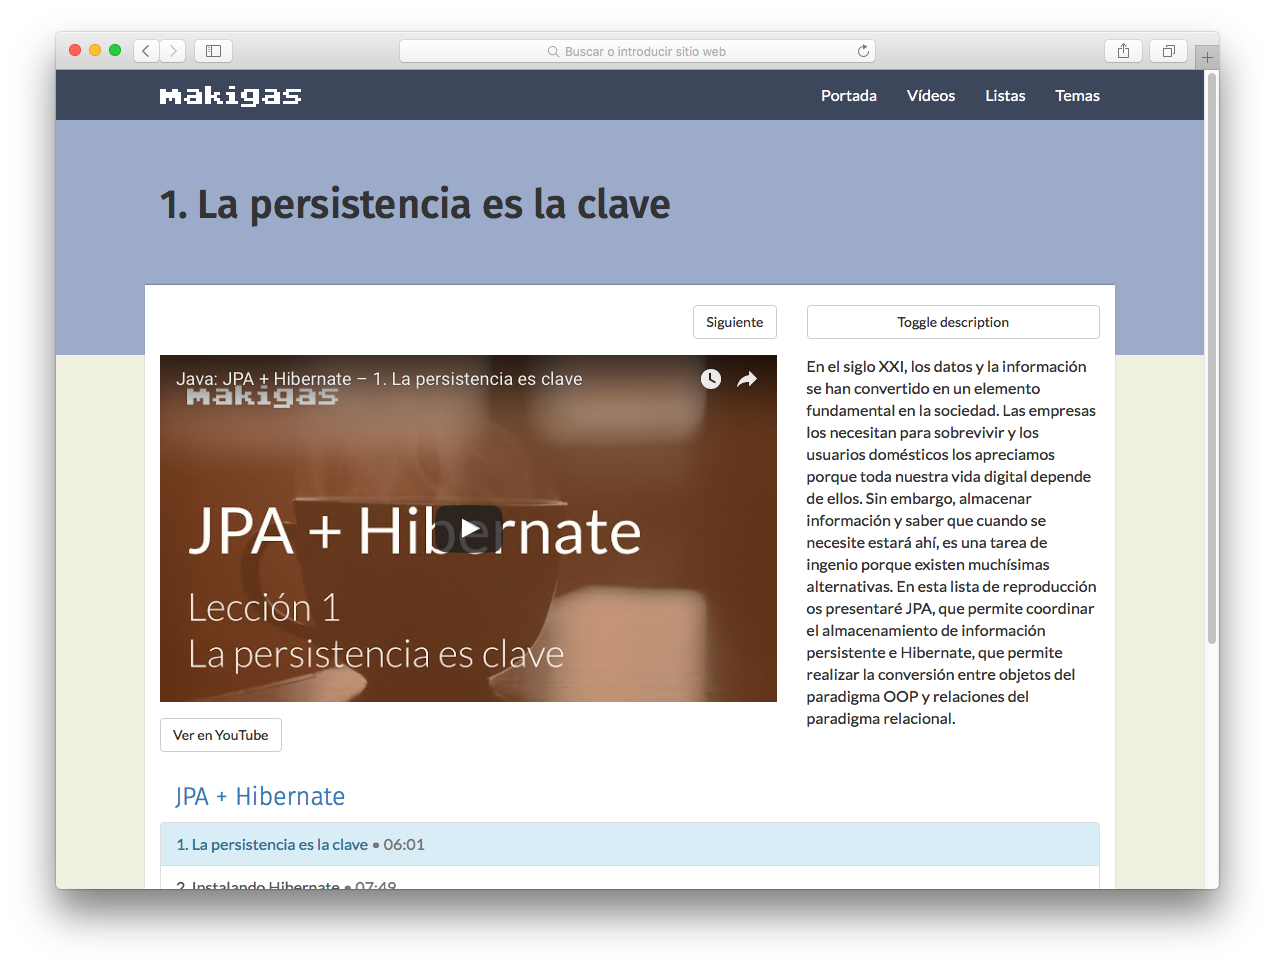 Buscar o introducir sitio web
makigas
Portada Vídeos Listas Temas
1. La persistencia es la clave
Siguiente
Toggle description
Java: JPA + Hibernate – 1. La persistencia es clave
makigas
JPA + Hibernate
Lección 1
La persistencia es clave
Ver en YouTube
En el siglo XXI, los datos y la información
se han convertido en un elemento
fundamental en la sociedad. Las empresas
los necesitan para sobrevivir y los
usuarios domésticos los apreciamos
porque toda nuestra vida digital depende
de ellos. Sin embargo, almacenar
información y saber que cuando se
necesite estará ahí, es una tarea de
ingenio porque existen muchísimas
alternativas. En esta lista de reproducción
os presentaré JPA, que permite coordinar
el almacenamiento de información
persistente e Hibernate, que permite
realizar la conversión entre objetos del
paradigma OOP y relaciones del
paradigma relacional.
JPA + Hibernate
1. La persistencia es la clave • 06:01
2. Instalando Hibernate • 07:49